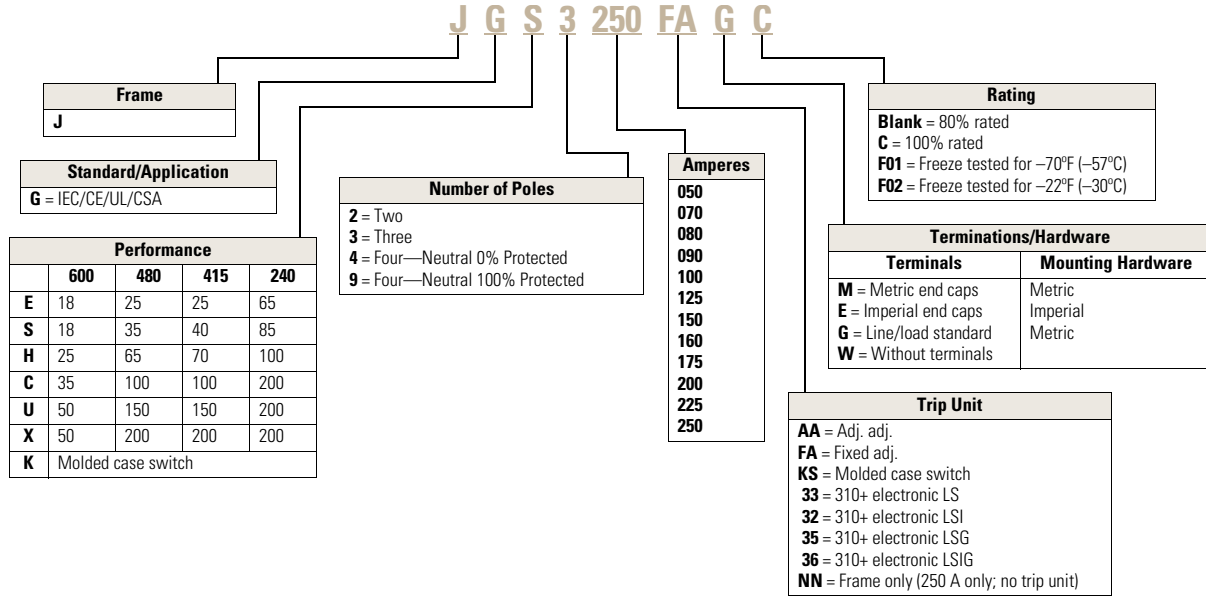 J G S 3 250 FA G C
Frame
J
Standard/Application
G = IEC/CE/UL/CSA
Performance
600 480 415 240
E 18 25 25 65
S 18 35 40 85
H 25 65 70 100
C 35 100 100 200
U 50 150 150 200
X 50 200 200 200
K Molded case switch
Number of Poles
2 = Two
3 = Three
4 = Four—Neutral 0% Protected
9 = Four—Neutral 100% Protected
Amperes
050
070
080
090
100
125
150
160
175
200
225
250
Rating
Blank = 80% rated
C = 100% rated
F01 = Freeze tested for –70ºF (–57ºC)
F02 = Freeze tested for –22ºF (–30ºC)
Terminations/Hardware
Terminals Mounting Hardware
M = Metric end caps Metric
E = Imperial end caps Imperial
G = Line/load standard Metric
W = Without terminals
Trip Unit
AA = Adj. adj.
FA = Fixed adj.
KS = Molded case switch
33 = 310+ electronic LS
32 = 310+ electronic LSI
35 = 310+ electronic LSG
36 = 310+ electronic LSIG
NN = Frame only (250 A only; no trip unit)